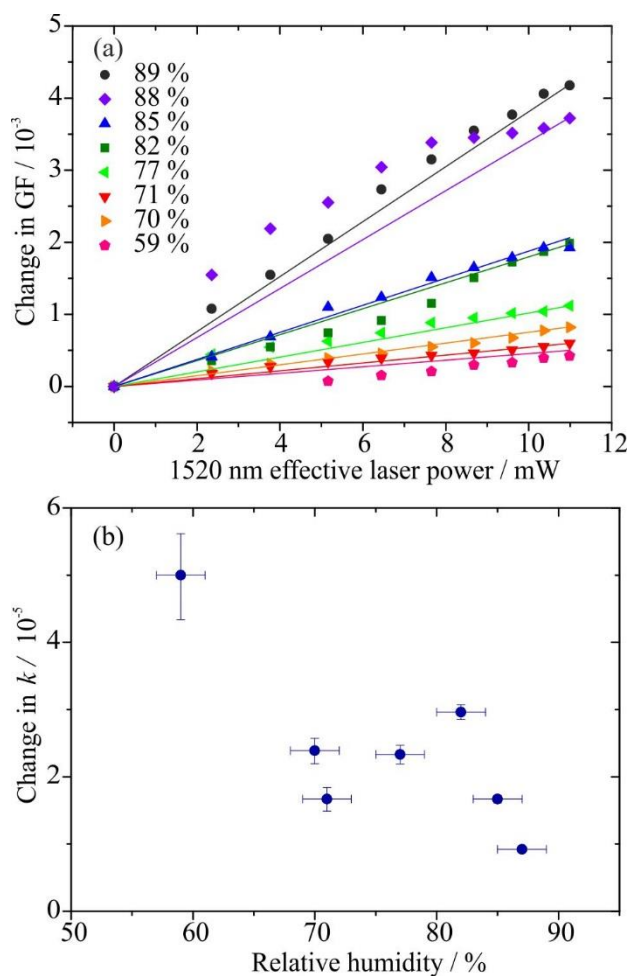 (a)
89 %
88 %
85 %
82 %
77 %
71 %
70 %
59 %
Change in GF / 10⁻³
5
4
3
2
1
0
0 2 4 6 8 10 12
1520 nm effective laser power / mW
(b)
Change in k / 10⁻⁵
6
4
2
0
50 60 70 80 90
Relative humidity / %